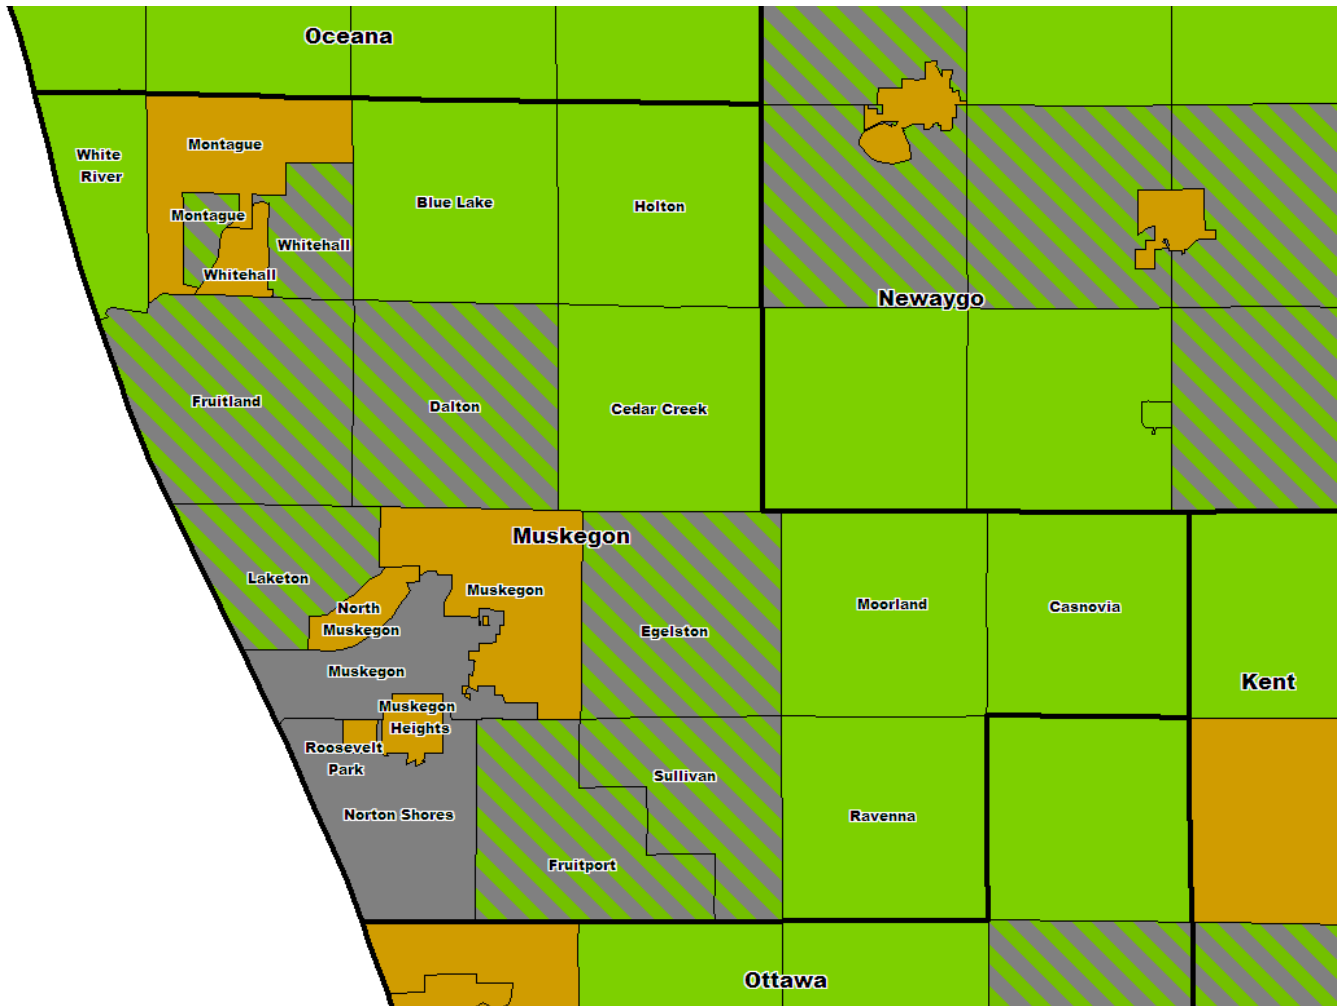 Oceana
Montague
White
River
Blue Lake
Holton
Montague
Whitehall
Whitehall
Newaygo
Fruitland
Dalton
Cedar Creek
Muskegon
Laketon
Muskegon
North
Muskegon
Moorland
Casnovia
Egelston
Muskegon
Kent
Muskegon
Heights
Roosevelt
Park
Sullivan
Norton Shores
Ravenna
Fruitport
Ottawa